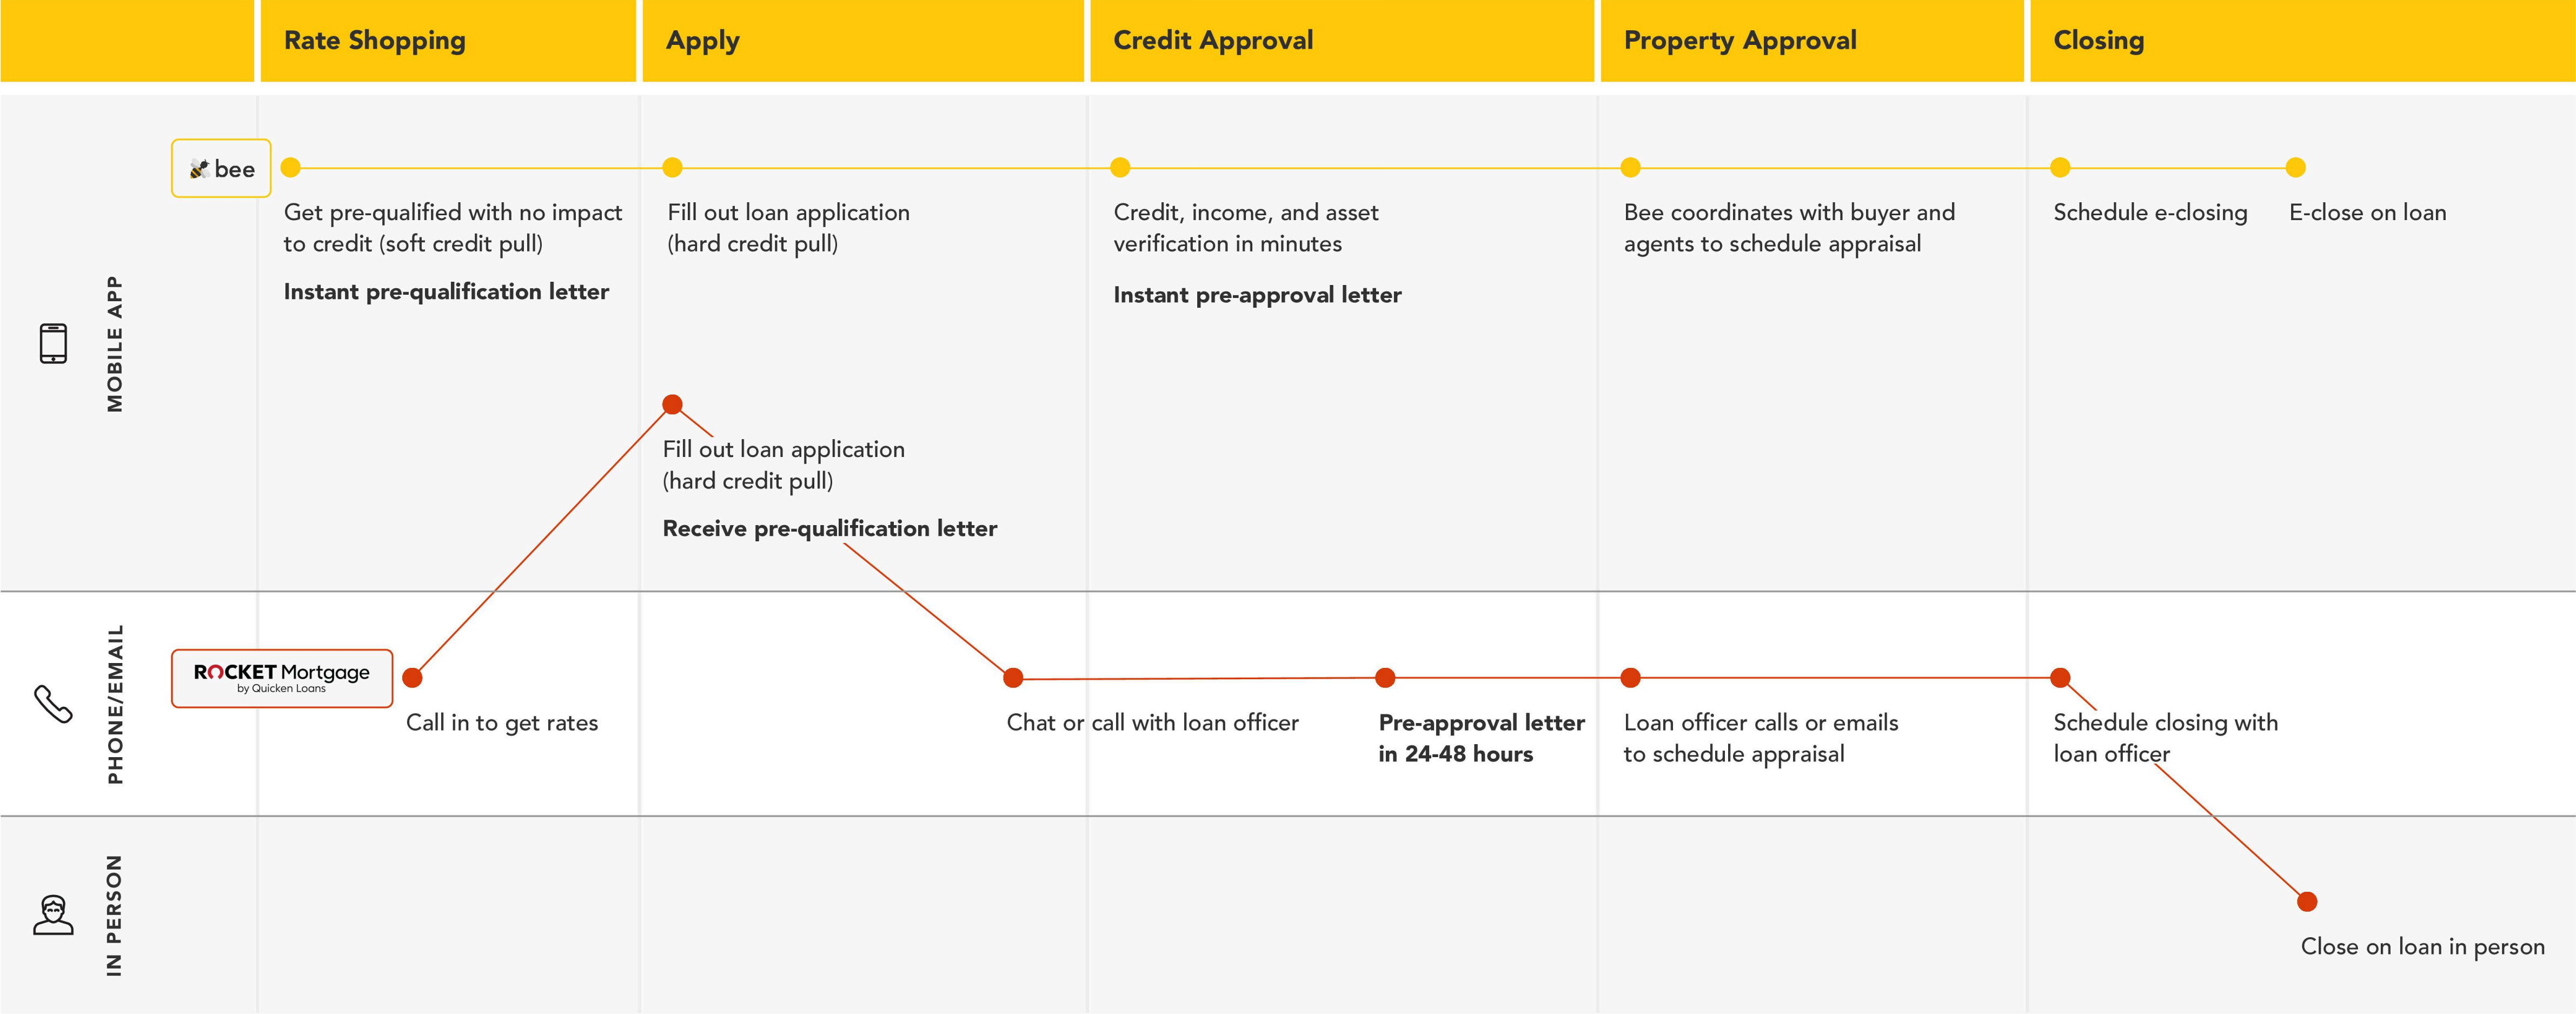 Rate Shopping
Apply
Credit Approval
Property Approval
Closing
MOBILE APP
bee
Get pre-qualified with no impact
to credit (soft credit pull)
Instant pre-qualification letter
Fill out loan application
(hard credit pull)
Credit, income, and asset
verification in minutes
Instant pre-approval letter
Bee coordinates with buyer and
agents to schedule appraisal
Schedule e-closing
E-close on loan
Fill out loan application
(hard credit pull)
Receive pre-qualification letter
PHONE/EMAIL
ROCKET Mortgage
by Quicken Loans
Call in to get rates
Chat or call with loan officer
Pre-approval letter
in 24-48 hours
Loan officer calls or emails
to schedule appraisal
Schedule closing with
loan officer
IN PERSON
Close on loan in person